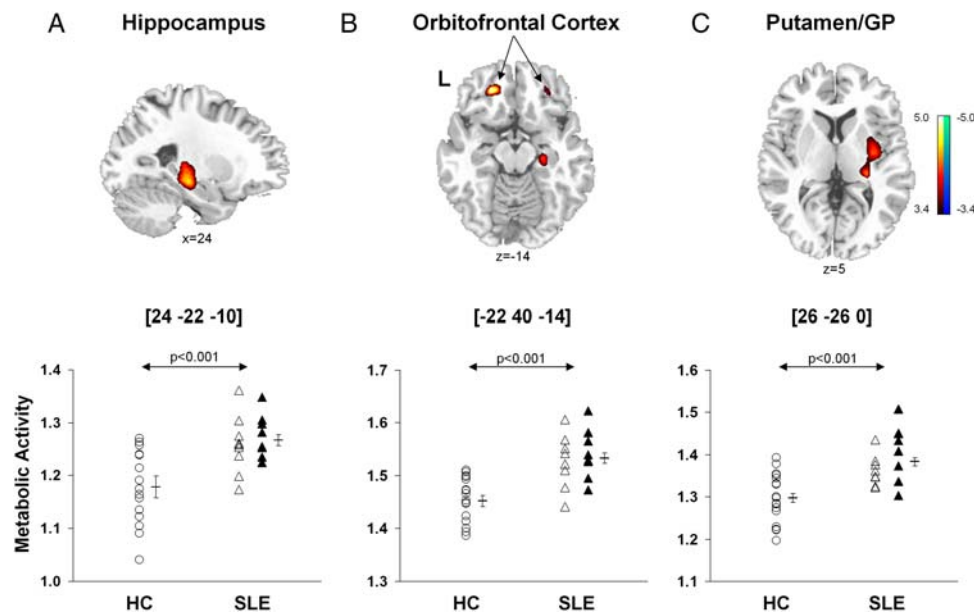 A Hippocampus
B Orbitofrontal Cortex
C Putamen/GP
L
5.0 -5.0
3.4 -3.4
x=24
z=-14
z=5
[24 -22 -10]
[-22 40 -14]
[26 -26 0]
Metabolic Activity
p<0.001
1.4
1.3
1.2
1.1
1.0
HC SLE
p<0.001
1.7
1.6
1.5
1.4
1.3
HC SLE
p<0.001
1.6
1.5
1.4
1.3
1.2
1.1
HC SLE